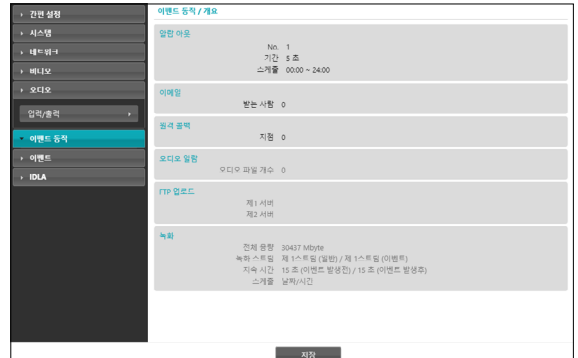 간편 설정
시스템
네트워크
비디오
오디오
입력/출력
이벤트 동작
이벤트
IDLA
이벤트 동작 / 개요
알람 아웃
No. 1
기간 5 초
스케줄 00:00 ~ 24:00
이메일
받는 사람 0
원격 콜백
지점 0
오디오 알람
오디오 파일 개수 0
FTP 업로드
제1 서버
제2 서버
녹화
전체 용량 30437 Mbyte
녹화 스트림 제 1스트림 (일반) / 제 1스트림 (이벤트)
지속 시간 15 초 (이벤트 발생전) / 15 초 (이벤트 발생후)
스케줄 날짜/시간
저장